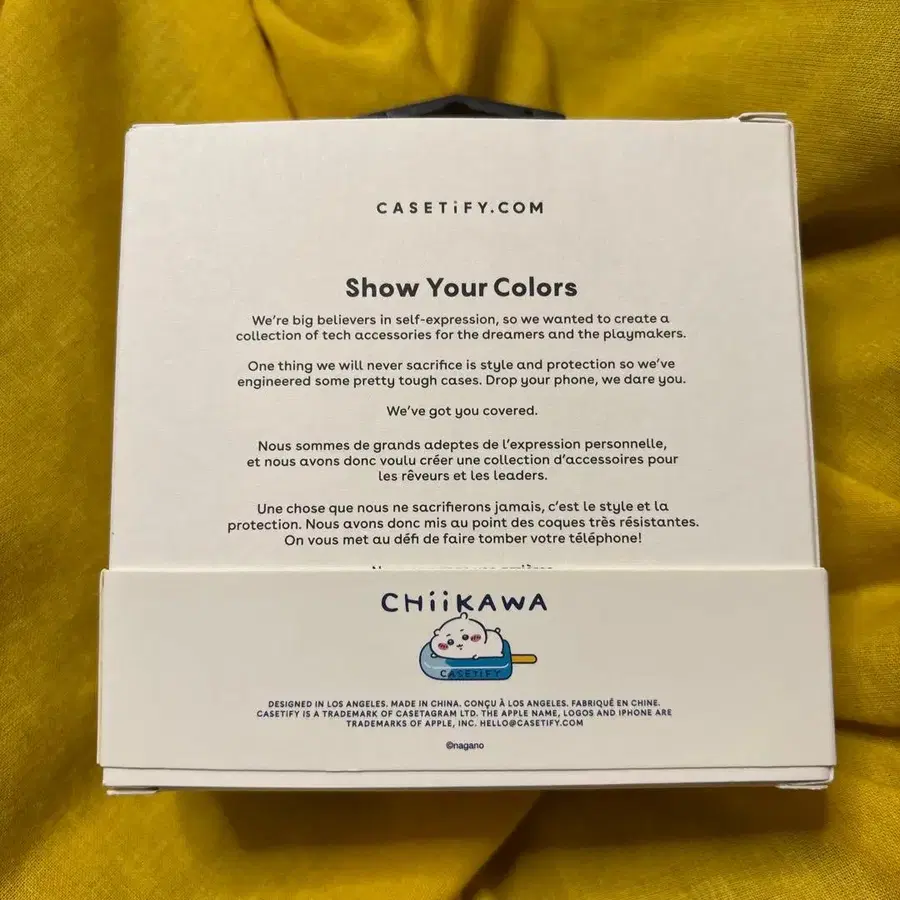 CASETiFY.COM
Show Your Colors
We're big believers in self-expression, so we wanted to create a
collection of tech accessories for the dreamers and the playmakers.
One thing we will never sacrifice is style and protection so we've
engineered some pretty tough cases. Drop your phone, we dare you.
We've got you covered.
Nous sommes de grands adeptes de l'expression personnelle,
et nous avons donc voulu créer une collection d'accessoires pour
les rêveurs et les leaders.
Une chose que nous ne sacrifierons jamais, c'est le style et la
protection. Nous avons donc mis au point des coques très résistantes.
On vous met au défi de faire tomber votre téléphone!
CHiiKAWA
CASETiFY
DESIGNED IN LOS ANGELES. MADE IN CHINA. CONÇU À LOS ANGELES. FABRIQUÉ EN CHINE.
CASETIFY IS A TRADEMARK OF CASETAGRAM LTD. THE APPLE NAME, LOGOS AND IPHONE ARE
TRADEMARKS OF APPLE, INC. HELLO@CASETIFY.COM
©nagano